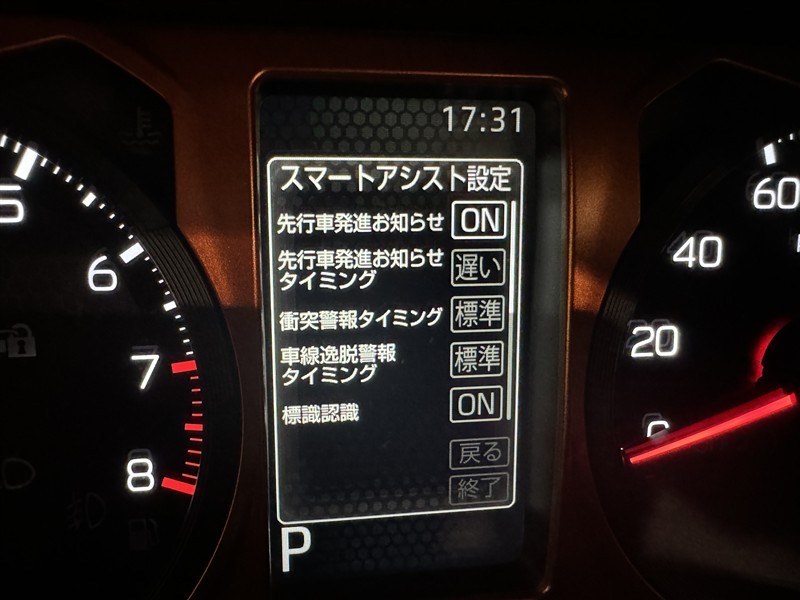 17:31
スマートアシスト設定
先行車発進お知らせ ON
先行車発進お知らせ
タイミング 遅い
衝突警報タイミング 標準
車線逸脱警報
タイミング 標準
標識認識 ON
戻る
終了
P
5
6
7
8
60
40
20
0